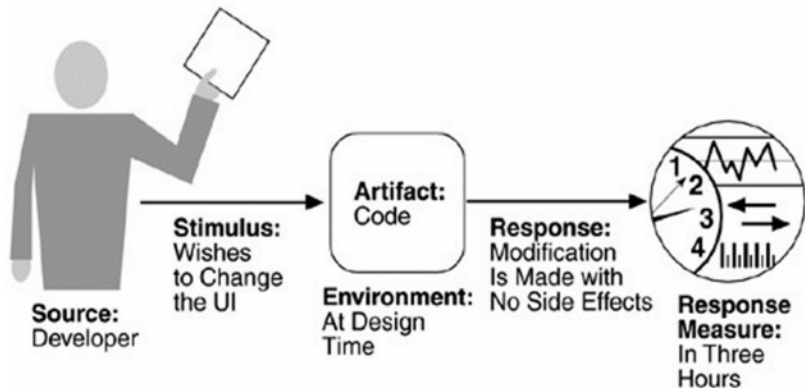 Source:
Developer
Stimulus:
Wishes
to Change
the UI
Artifact:
Code
Environment:
At Design
Time
Response:
Modification
Is Made with
No Side Effects
1
2
3
4
Response
Measure:
In Three
Hours